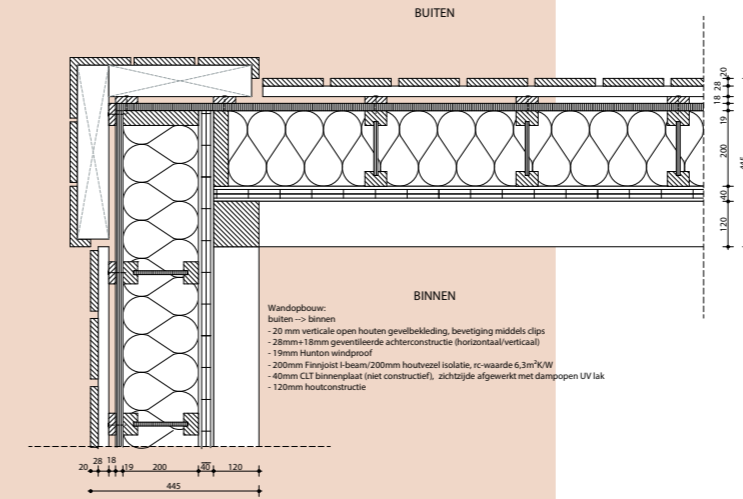 BUITEN
20
28
18
19
200
40
120
BINNEN
Wandopbouw:
buiten --> binnen
- 20 mm verticale open houten gevelbekleding, bevetiging middels clips
- 28mm+18mm geventileerde achterconstructie (horizontaal/verticaal)
- 19mm Hunton windproof
- 200mm Finnjoist I-beam/200mm houtvezel isolatie, rc-waarde 6,3m²K/W
- 40mm CLT binnenplaat (niet constructief), zichtzijde afgewerkt met dampopen UV lak
- 120mm houtconstructie
20 28 18 19 200 40 120
445